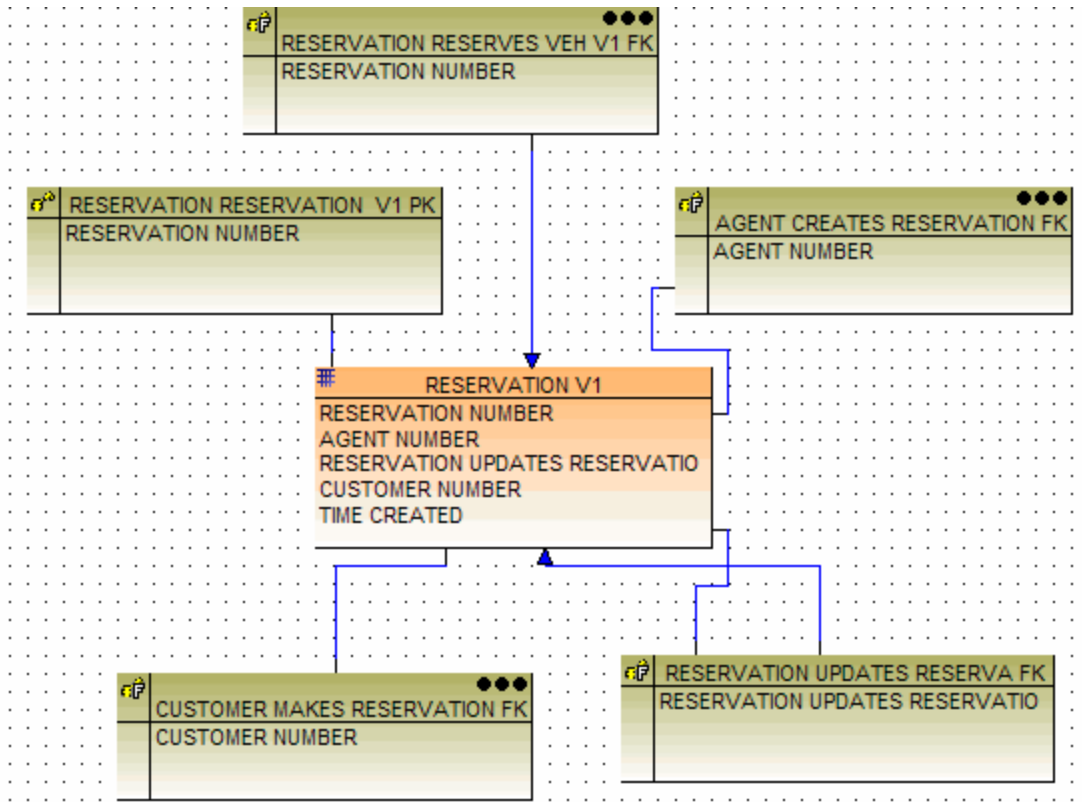 RESERVATION RESERVES VEH V1 FK
RESERVATION NUMBER
RESERVATION RESERVATION V1 PK
RESERVATION NUMBER
AGENT CREATES RESERVATION FK
AGENT NUMBER
RESERVATION V1
RESERVATION NUMBER
AGENT NUMBER
RESERVATION UPDATES RESERVATIO
CUSTOMER NUMBER
TIME CREATED
CUSTOMER MAKES RESERVATION FK
CUSTOMER NUMBER
RESERVATION UPDATES RESERVA FK
RESERVATION UPDATES RESERVATIO